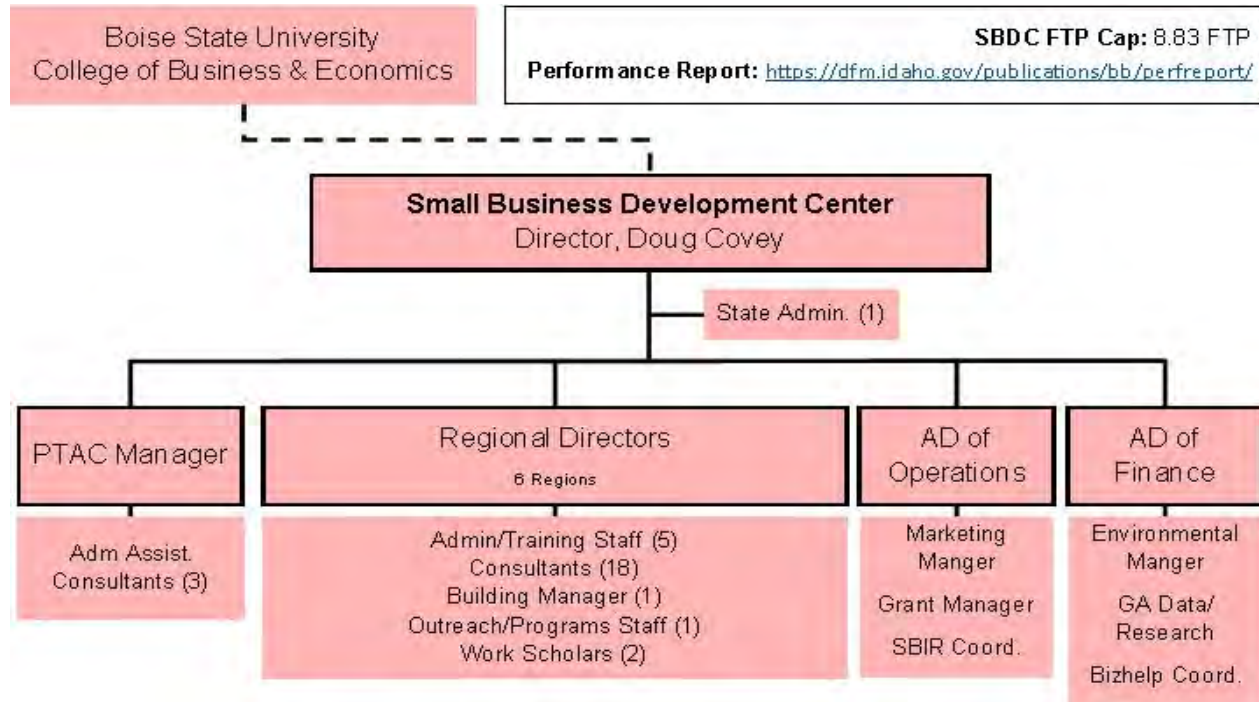 Boise State University
College of Business & Economics
SBDC FTP Cap: 8.83 FTP
Performance Report: https://dfm.idaho.gov/publications/bb/perfreport/
Small Business Development Center
Director, Doug Covey
State Admin. (1)
PTAC Manager
Adm Assist.
Consultants (3)
Regional Directors
6 Regions
Admin/Training Staff (5)
Consultants (18)
Building Manager (1)
Outreach/Programs Staff (1)
Work Scholars (2)
AD of
Operations
Marketing
Manger
Grant Manager
SBIR Coord.
AD of
Finance
Environmental
Manger
GA Data/
Research
Bizhelp Coord.